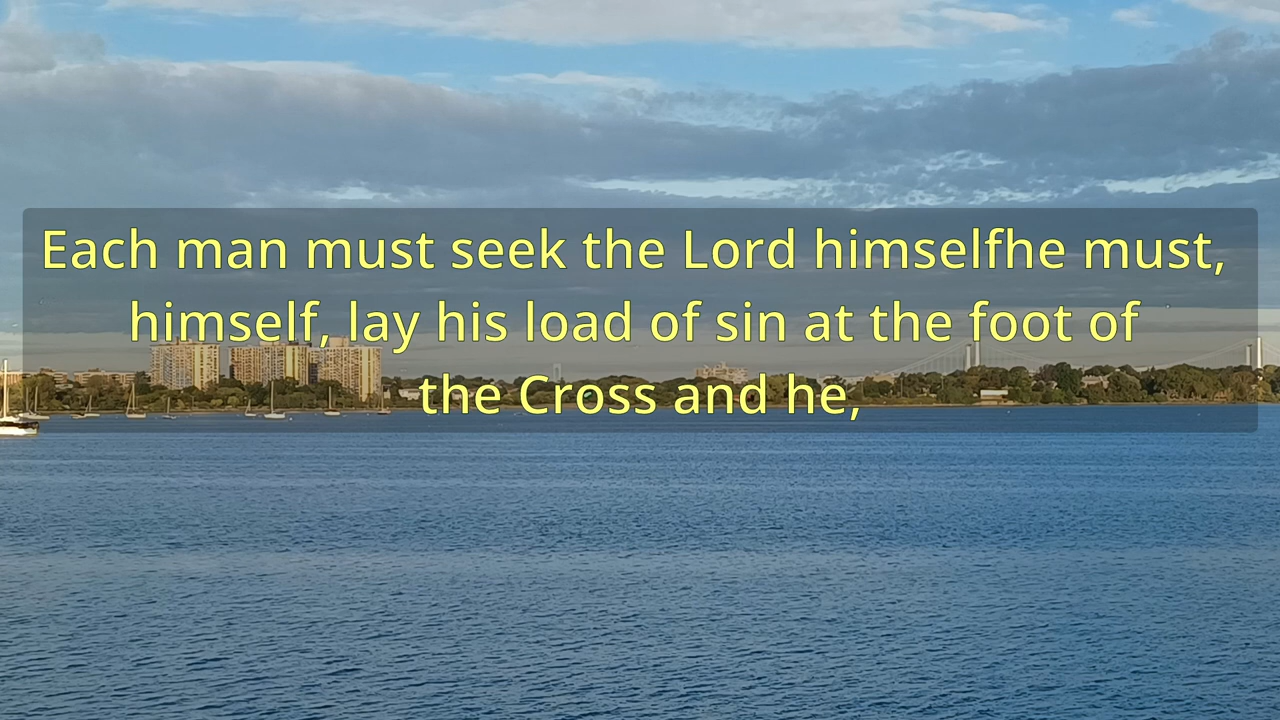 Each man must seek the Lord himselfhe must,
himself, lay his load of sin at the foot of
the Cross and he,